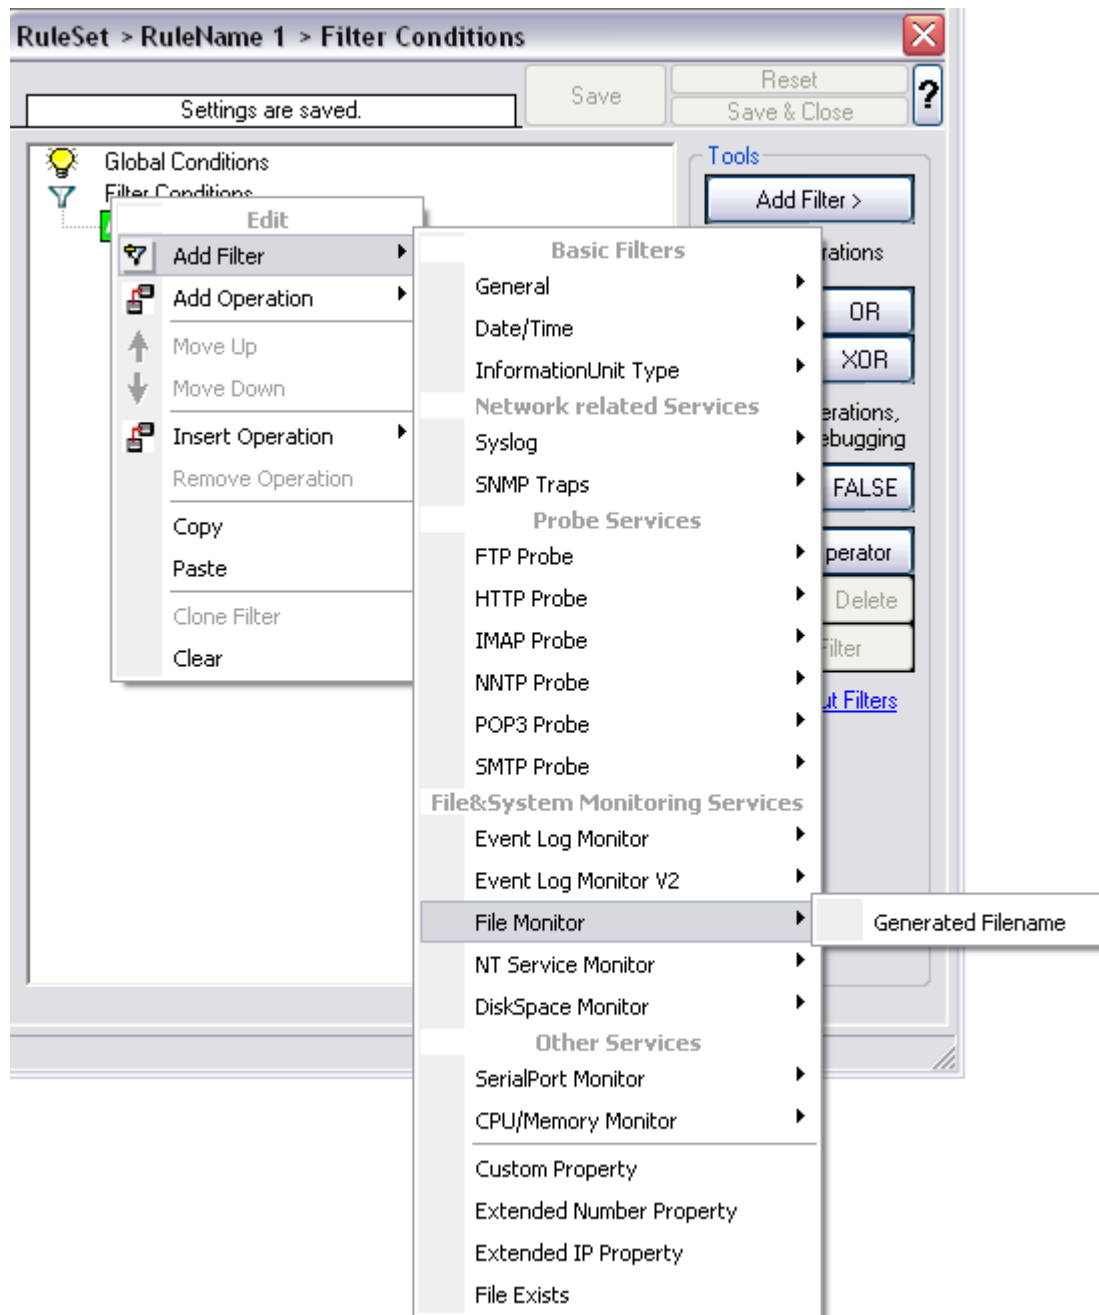 RuleSet > RuleName 1 > Filter Conditions
Settings are saved.
Save
Reset
Save & Close
?
Global Conditions
Filter Conditions
Tools
Add Filter >
Edit
Add Filter
Add Operation
Move Up
Move Down
Insert Operation
Remove Operation
Copy
Paste
Clone Filter
Clear
Basic Filters
General
Date/Time
InformationUnit Type
Network related Services
Syslog
SNMP Traps
Probe Services
FTP Probe
HTTP Probe
IMAP Probe
NNTP Probe
POP3 Probe
SMTP Probe
File&System Monitoring Services
Event Log Monitor
Event Log Monitor V2
File Monitor
NT Service Monitor
DiskSpace Monitor
Other Services
SerialPort Monitor
CPU/Memory Monitor
Custom Property
Extended Number Property
Extended IP Property
File Exists
Generated Filename
rations
OR
XOR
erations,
ebugging
FALSE
perator
Delete
Filter
ut Filters